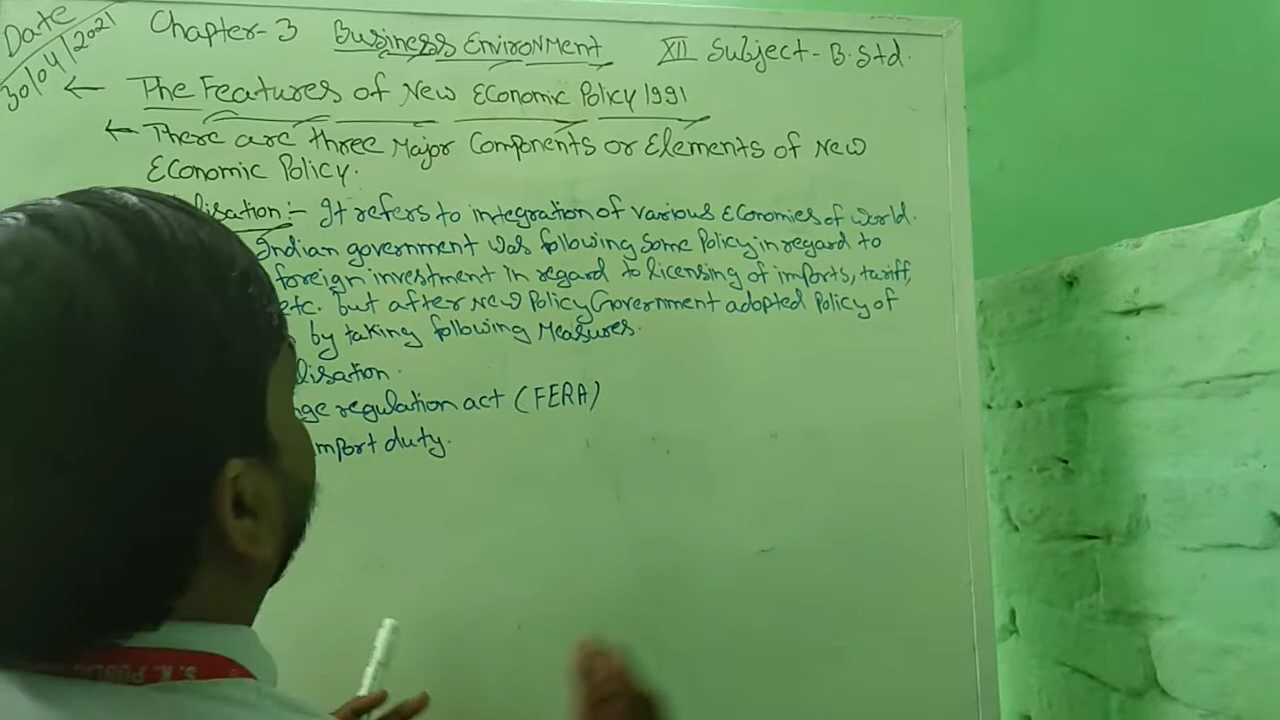 Date
30/04/2021
Chapter-3 Business Environment XII Subject- B.Std.
← The Features of New Economic Policy 1991
← There are three Major Components or Elements of New
Economic Policy.
lisation:- It refers to integration of various Economies of world.
Indian government was following some Policy in regard to
foreign investment in regard to licensing of imports, tariff,
etc. but after New Policy Government adopted Policy of
by taking following Measures.
lisation.
ge regulation act (FERA)
mport duty.